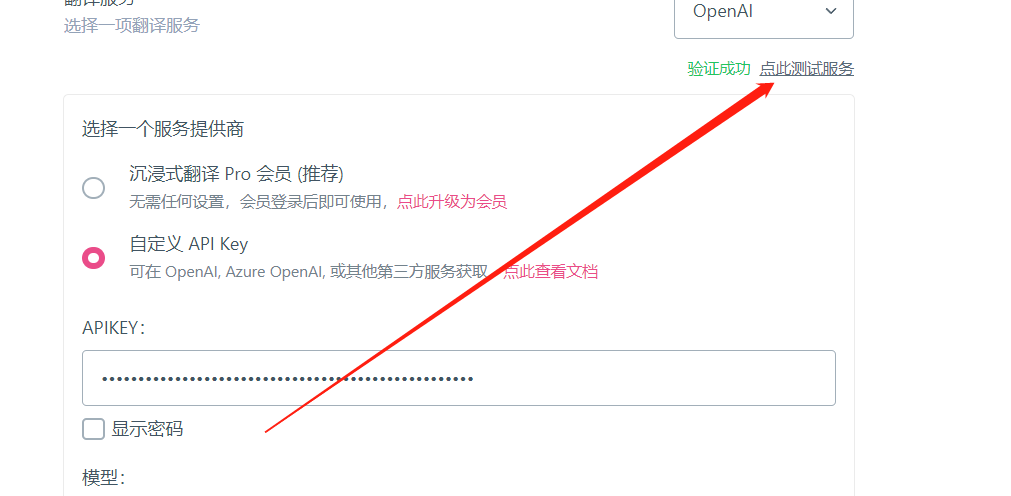 翻译服务
OpenAI
选择一项翻译服务
验证成功 点此测试服务
选择一个服务提供商
沉浸式翻译 Pro 会员 (推荐)
无需任何设置，会员登录后即可使用，点此升级为会员
自定义 API Key
可在 OpenAI, Azure OpenAI, 或其他第三方服务获取 点此查看文档
APIKEY：
••••••••••••••••••••••••••••••••••••••••••••••••••••
显示密码
模型：